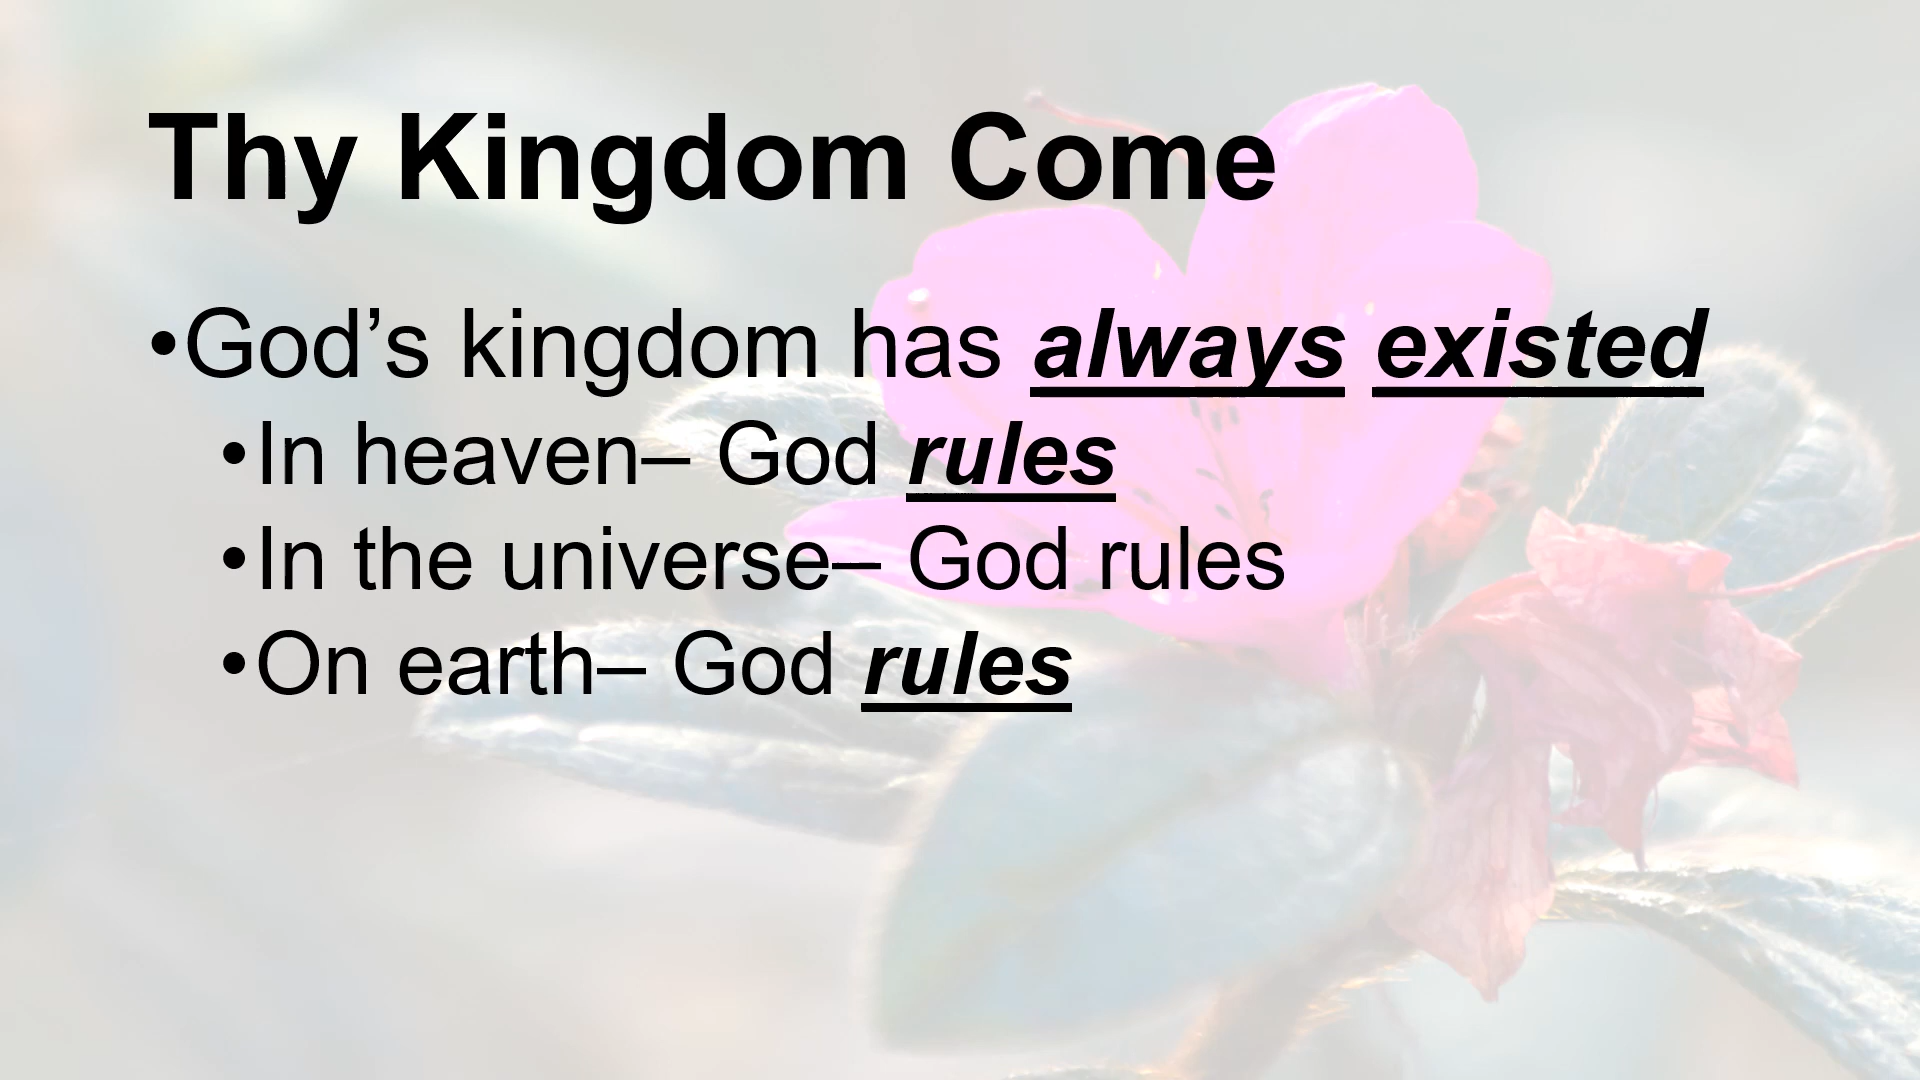 Thy Kingdom Come
•God’s kingdom has always existed
•In heaven– God rules
•In the universe– God rules
•On earth– God rules